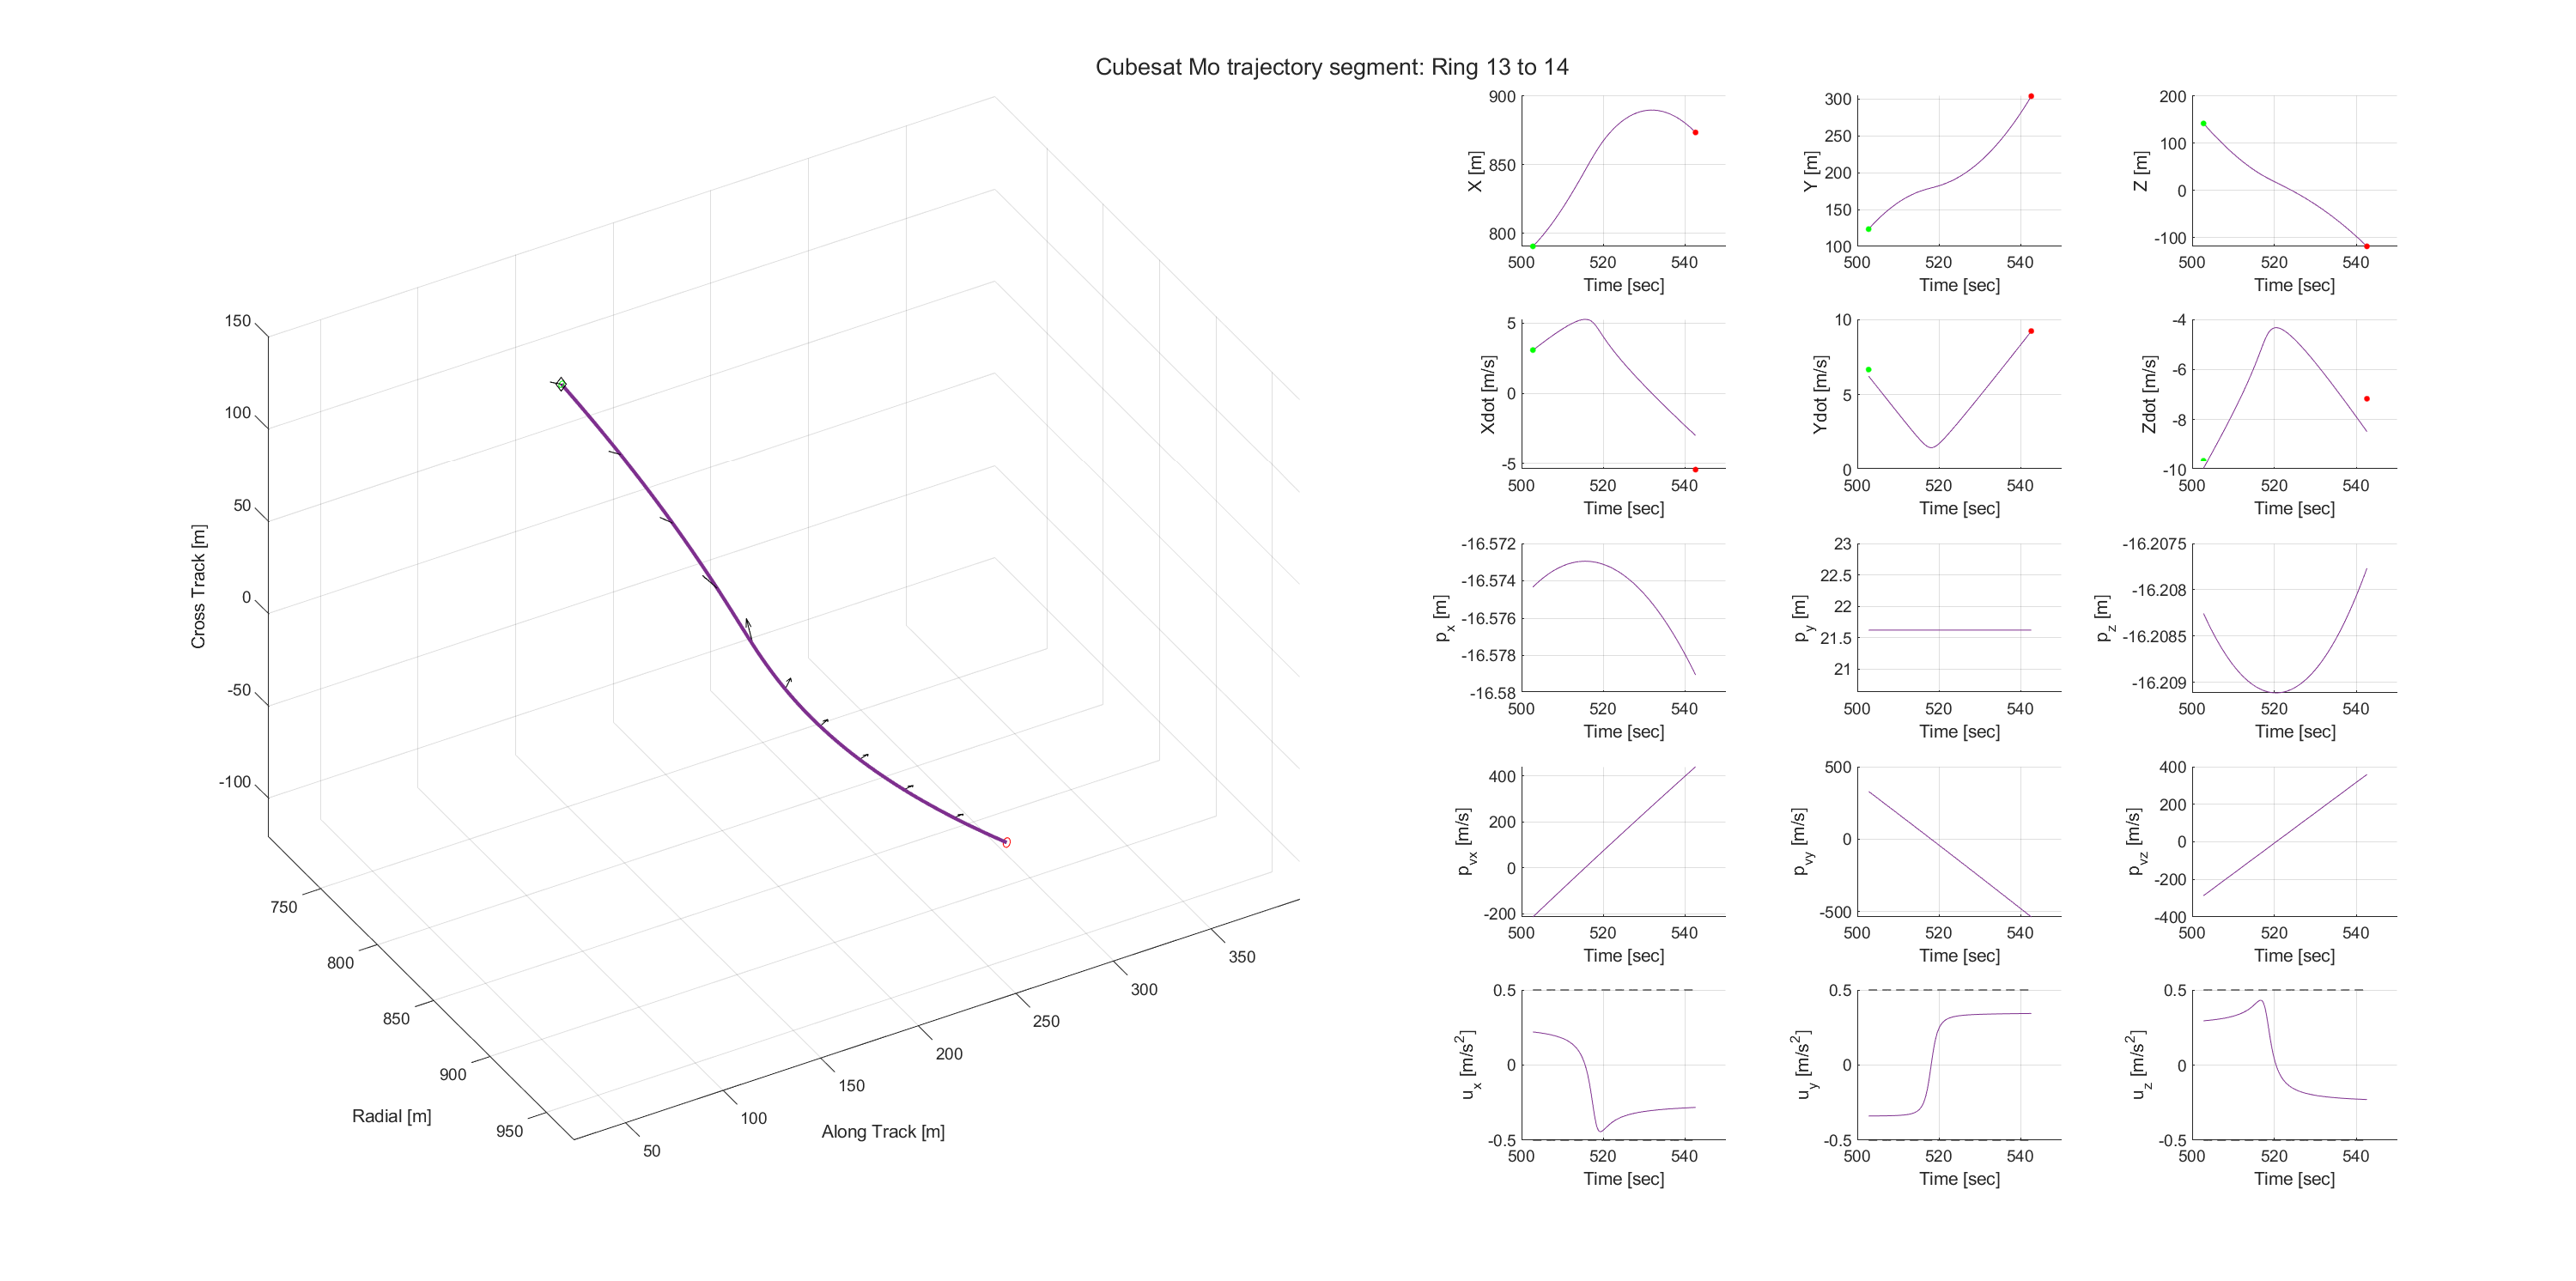 Cubesat Mo trajectory segment: Ring 13 to 14
150
100
50
0
-50
-100
Cross Track [m]
750
800
850
900
950
Radial [m]
50
100
150
200
250
300
350
Along Track [m]
900
850
800
X [m]
500 520 540
Time [sec]
300
250
200
150
100
Y [m]
500 520 540
Time [sec]
200
100
0
-100
Z [m]
500 520 540
Time [sec]
5
0
-5
Xdot [m/s]
500 520 540
Time [sec]
10
5
0
Ydot [m/s]
500 520 540
Time [sec]
-4
-6
-8
-10
Zdot [m/s]
500 520 540
Time [sec]
-16.572
-16.574
-16.576
-16.578
-16.58
p_x [m]
500 520 540
Time [sec]
23
22.5
22
21.5
21
p_y [m]
500 520 540
Time [sec]
-16.2075
-16.208
-16.2085
-16.209
p_z [m]
500 520 540
Time [sec]
400
200
0
-200
p_vx [m/s]
500 520 540
Time [sec]
500
0
-500
p_vy [m/s]
500 520 540
Time [sec]
400
200
0
-200
-400
p_vz [m/s]
500 520 540
Time [sec]
0.5
0
-0.5
u_x [m/s^2]
500 520 540
Time [sec]
0.5
0
-0.5
u_y [m/s^2]
500 520 540
Time [sec]
0.5
0
-0.5
u_z [m/s^2]
500 520 540
Time [sec]